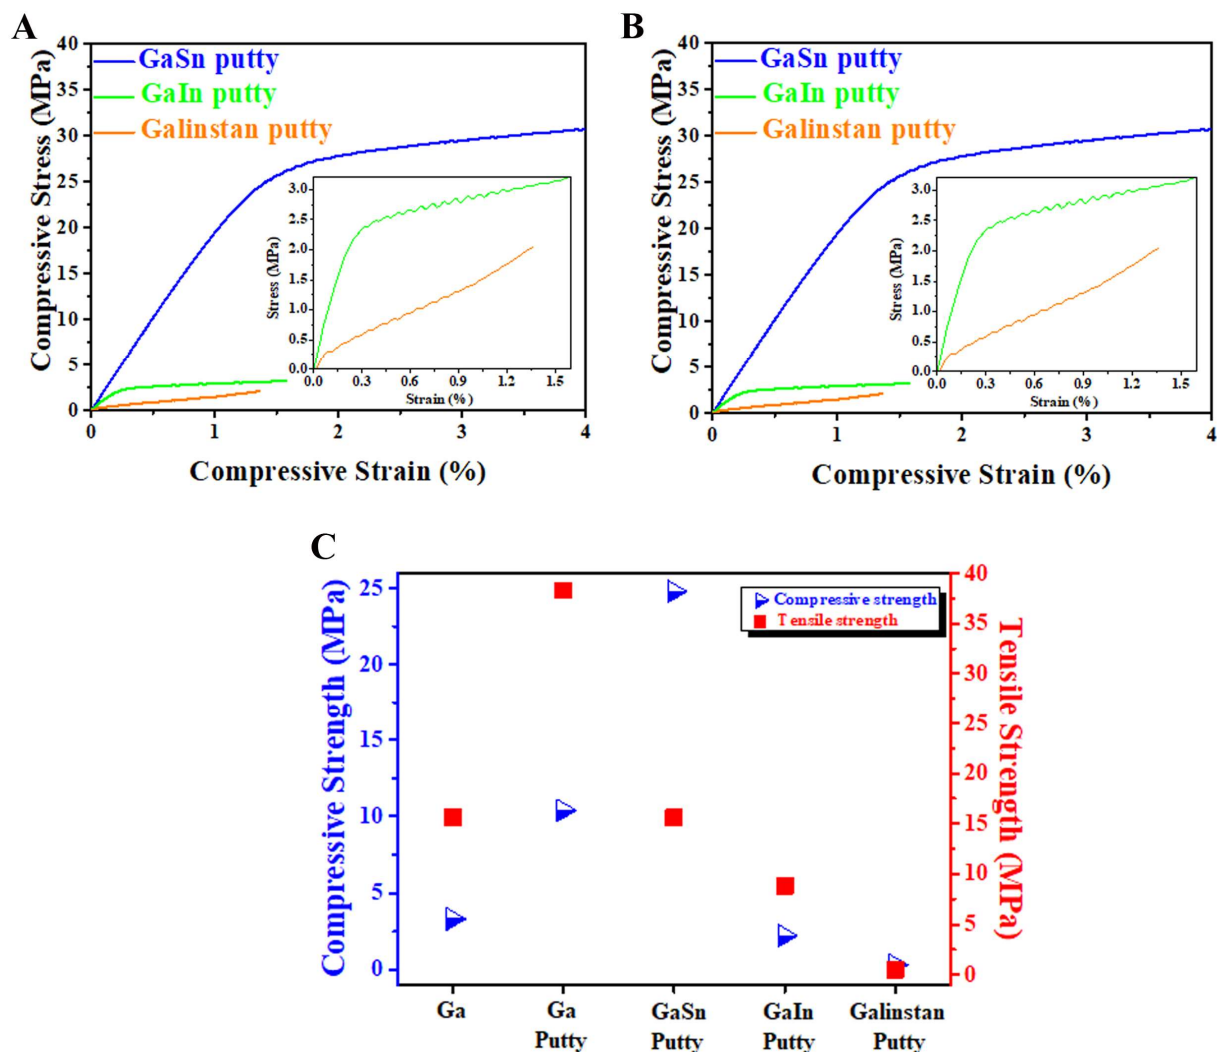 A
Compressive Stress (MPa)
40
35
30
25
20
15
10
5
0
GaSn putty
GaIn putty
Galinstan putty
Stress (MPa)
3.0
2.5
2.0
1.5
1.0
0.5
0.0
0.0 0.3 0.6 0.9 1.2 1.5
Strain (%)
0 1 2 3 4
Compressive Strain (%)
B
Compressive Stress (MPa)
40
35
30
25
20
15
10
5
0
GaSn putty
GaIn putty
Galinstan putty
Stress (MPa)
3.0
2.5
2.0
1.5
1.0
0.5
0.0
0.0 0.3 0.6 0.9 1.2 1.5
Strain (%)
0 1 2 3 4
Compressive Strain (%)
C
Compressive Strength (MPa)
25
20
15
10
5
0
Compressive strength
Tensile strength
40
35
30
25
20
15
10
5
0
Tensile Strength (MPa)
Ga
Ga
Putty
GaSn
Putty
GaIn
Putty
Galinstan
Putty